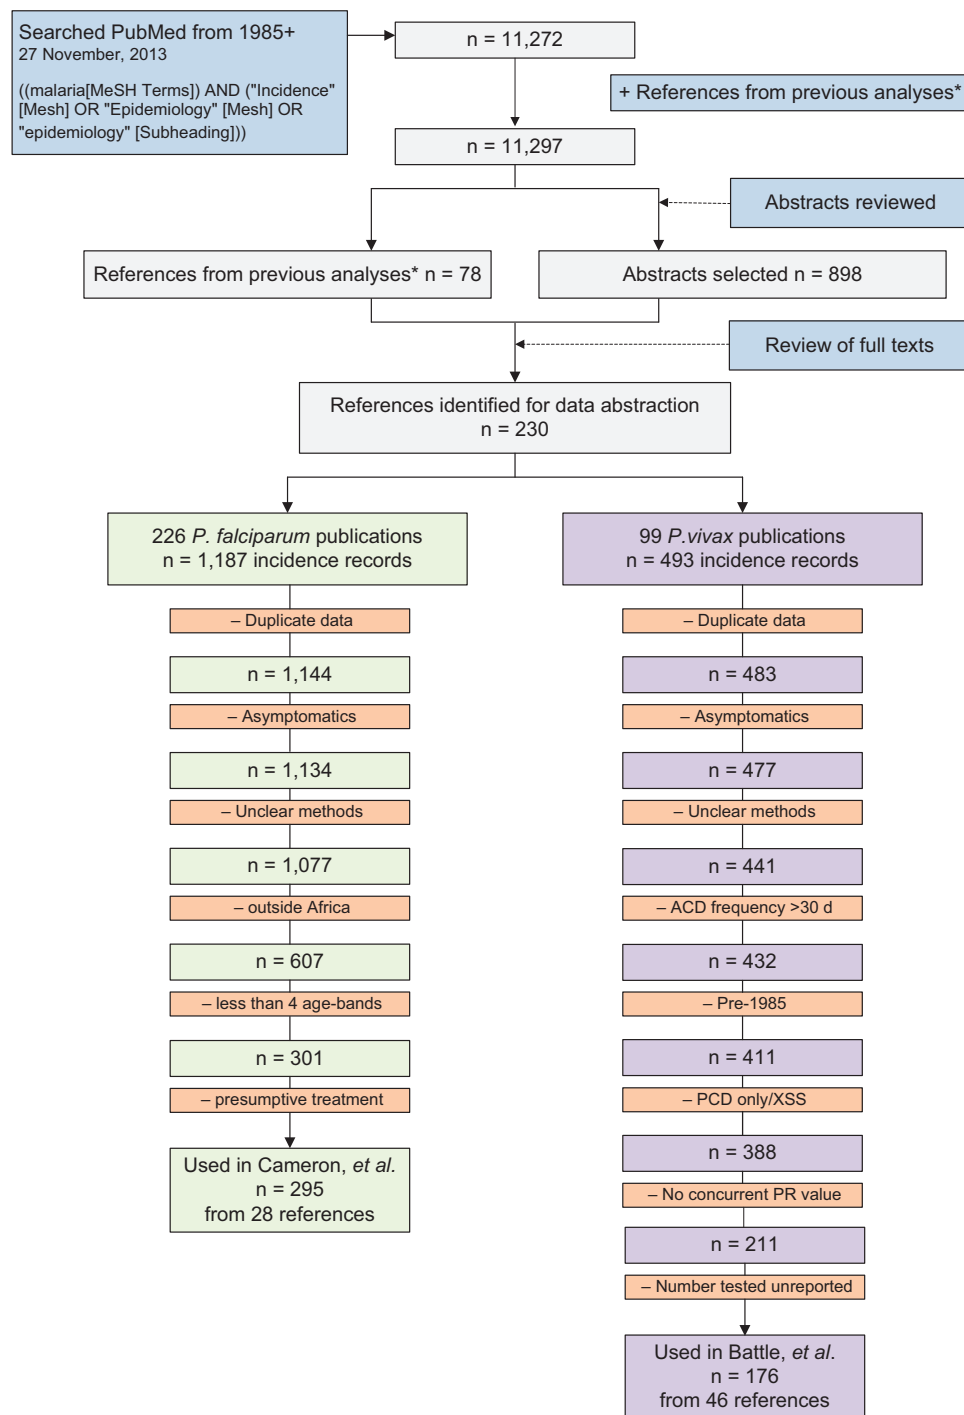 Searched PubMed from 1985+
27 November, 2013
((malaria[MeSH Terms]) AND ("Incidence"
[Mesh] OR "Epidemiology" [Mesh] OR
"epidemiology" [Subheading]))
n = 11,272
+ References from previous analyses*
n = 11,297
Abstracts reviewed
References from previous analyses* n = 78
Abstracts selected n = 898
Review of full texts
References identified for data abstraction
n = 230
226 P. falciparum publications
n = 1,187 incidence records
– Duplicate data
n = 1,144
– Asymptomatics
n = 1,134
– Unclear methods
n = 1,077
– outside Africa
n = 607
– less than 4 age-bands
n = 301
– presumptive treatment
Used in Cameron, et al.
n = 295
from 28 references
99 P.vivax publications
n = 493 incidence records
– Duplicate data
n = 483
– Asymptomatics
n = 477
– Unclear methods
n = 441
– ACD frequency >30 d
n = 432
– Pre-1985
n = 411
– PCD only/XSS
n = 388
– No concurrent PR value
n = 211
– Number tested unreported
Used in Battle, et al.
n = 176
from 46 references